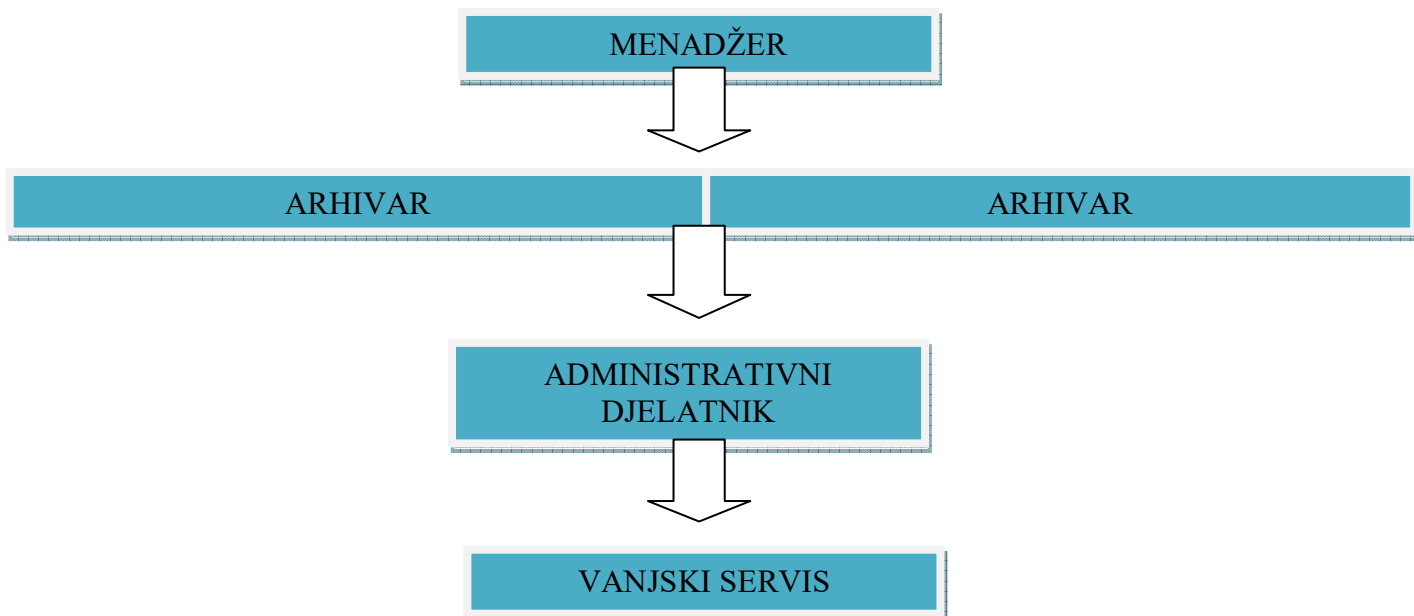 MENADŽER
ARHIVAR
ARHIVAR
ADMINISTRATIVNI
DJELATNIK
VANJSKI SERVIS